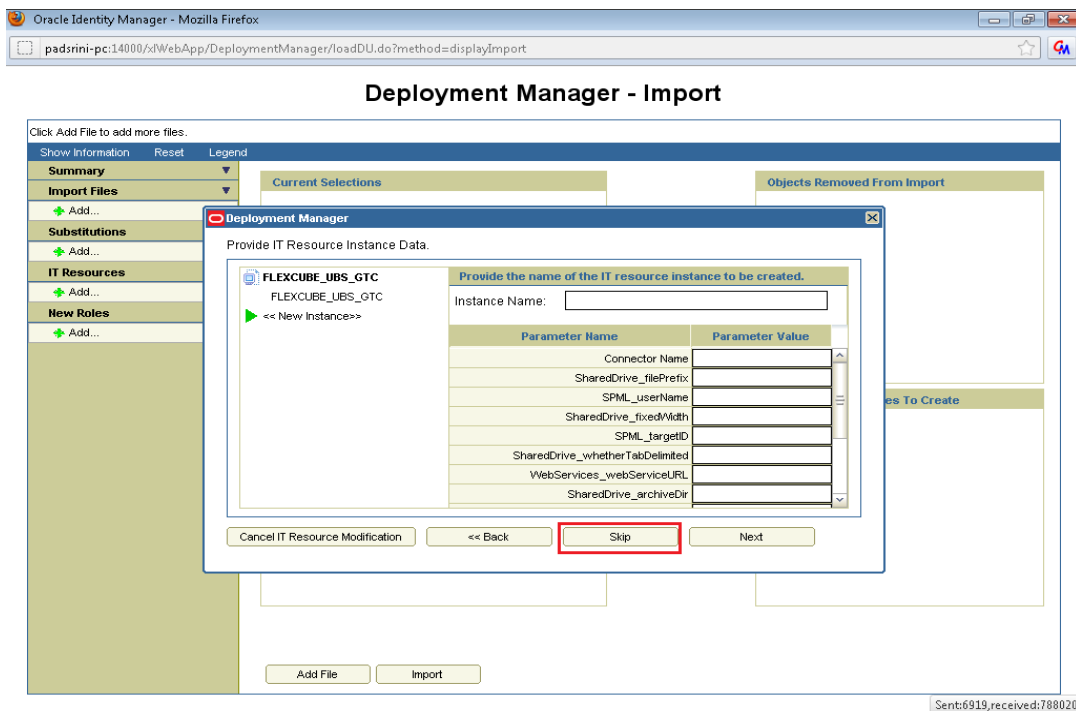 Oracle Identity Manager - Mozilla Firefox
padsrini-pc:14000/xlWebApp/DeploymentManager/loadDU.do?method=displayImport
Deployment Manager - Import
Click Add File to add more files.
Show Information Reset Legend
Summary
Import Files
Add...
Substitutions
Add...
IT Resources
Add...
New Roles
Add...
Current Selections
Objects Removed From Import
Deployment Manager
Provide IT Resource Instance Data.
FLEXCUBE_UBS_GTC
FLEXCUBE_UBS_GTC
<< New Instance>>
Provide the name of the IT resource instance to be created.
Instance Name:
Parameter Name Parameter Value
Connector Name
SharedDrive_filePrefix
SPML_userName
SharedDrive_fixedWidth
SPML_targetID
SharedDrive_whetherTabDelimited
WebServices_webServiceURL
SharedDrive_archiveDir
es To Create
Cancel IT Resource Modification << Back Skip Next
Add File Import
Sent:6919,received:788020